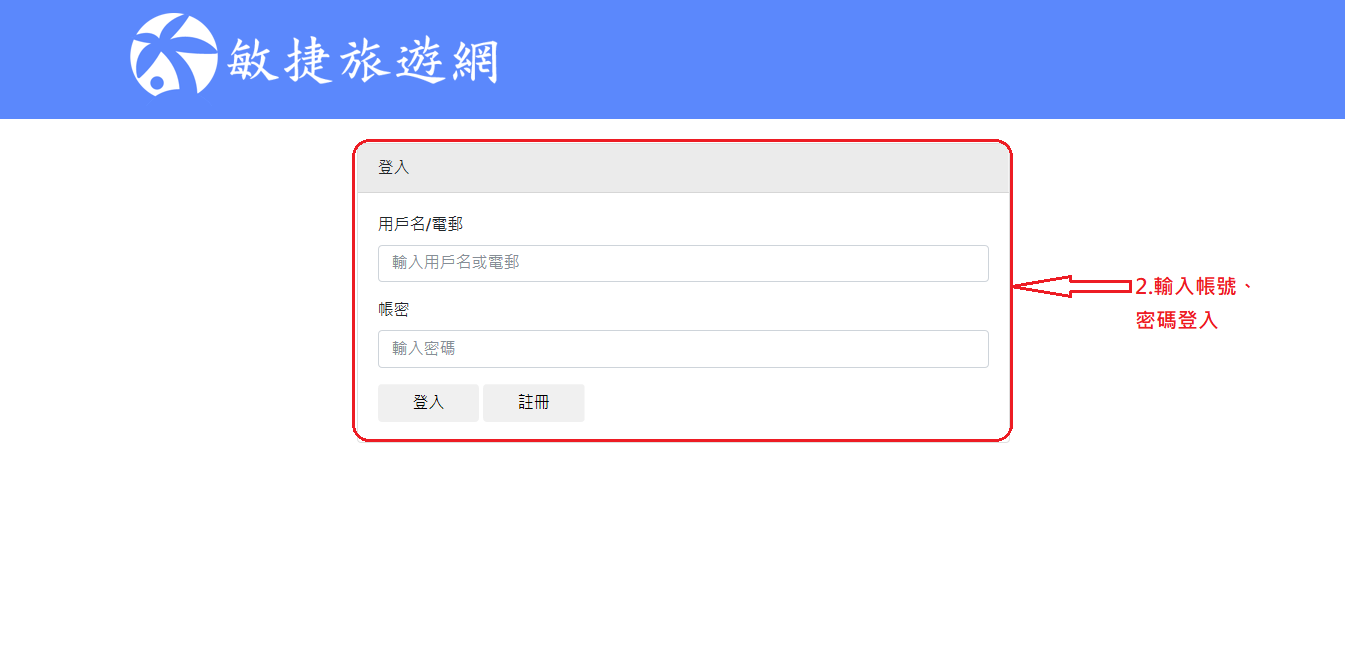 敏捷旅遊網
登入
用戶名/電郵
輸入用戶名或電郵
帳密
輸入密碼
登入 註冊
2.輸入帳號、
密碼登入